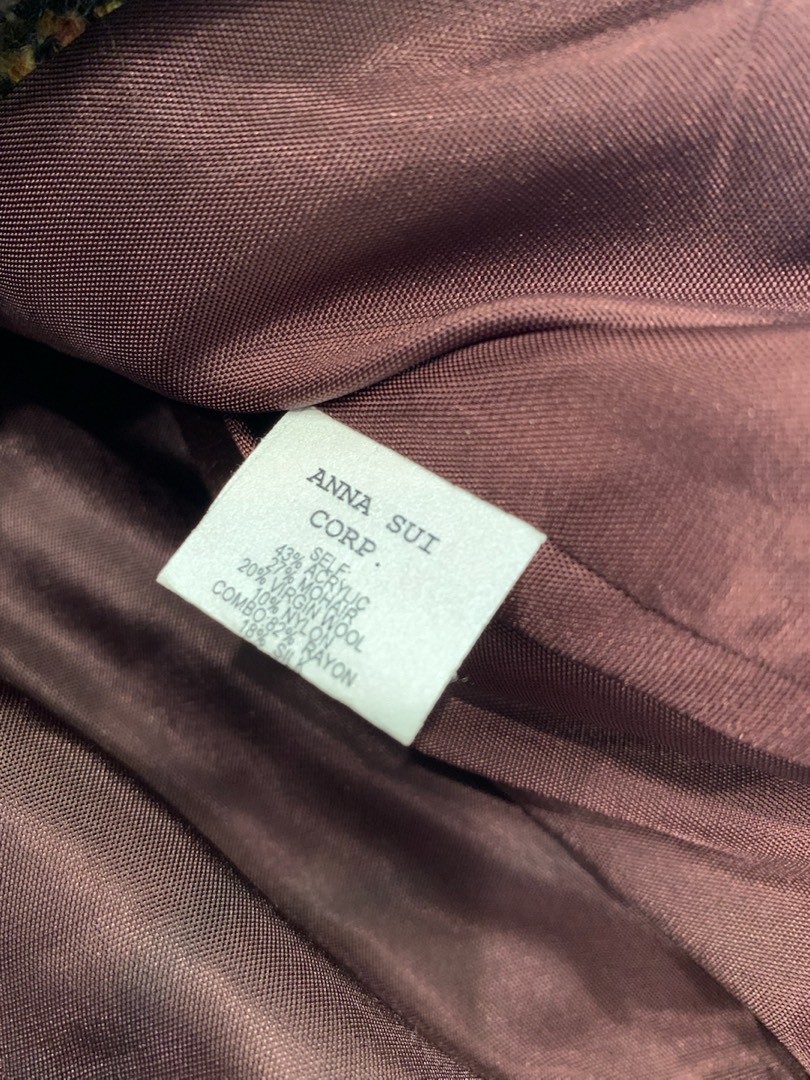 ANNA SUI
CORP.
SELF
43% ACRYLIC
27% MOHAIR
20% VIRGIN WOOL
10% NYLON
COMBO 82% RAYON
18% SILK